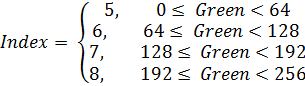 5, 0 ≤ Green < 64
6, 64 ≤ Green < 128
Index =
7, 128 ≤ Green < 192
8, 192 ≤ Green < 256